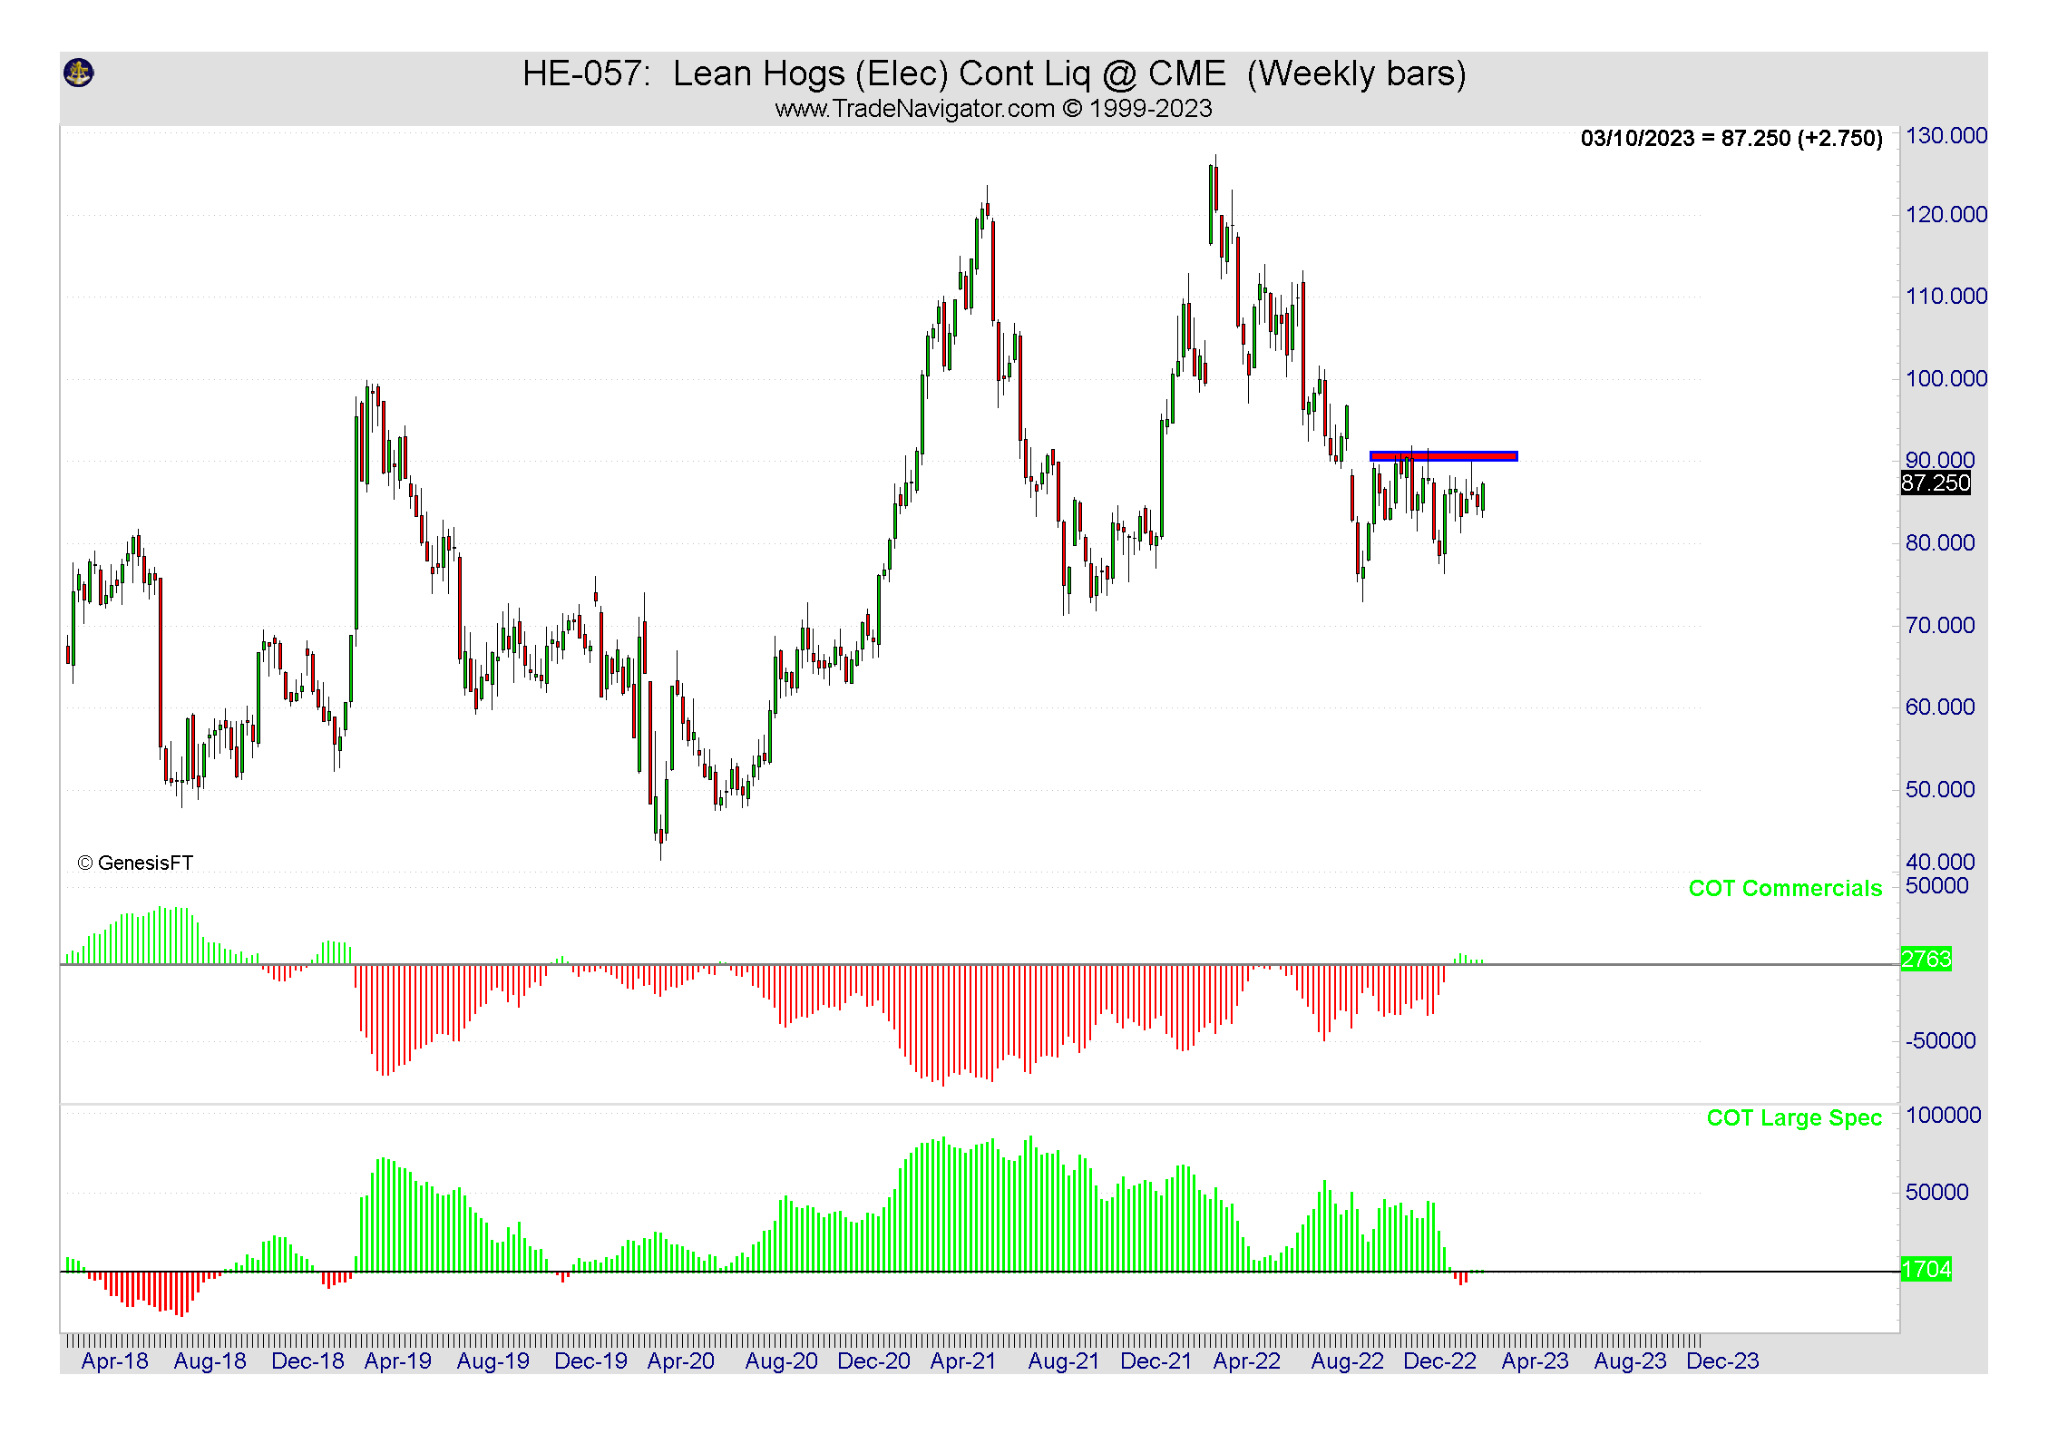 HE-057:  Lean Hogs (Elec) Cont Liq @ CME  (Weekly bars)
www.TradeNavigator.com © 1999-2023
03/10/2023 = 87.250 (+2.750)
130.000
120.000
110.000
100.000
90.000
87.250
80.000
70.000
60.000
50.000
© GenesisFT
40.000
COT Commercials
50000
2763
-50000
COT Large Spec
100000
50000
1704
Apr-18 Aug-18 Dec-18 Apr-19 Aug-19 Dec-19 Apr-20 Aug-20 Dec-20 Apr-21 Aug-21 Dec-21 Apr-22 Aug-22 Dec-22 Apr-23 Aug-23 Dec-23